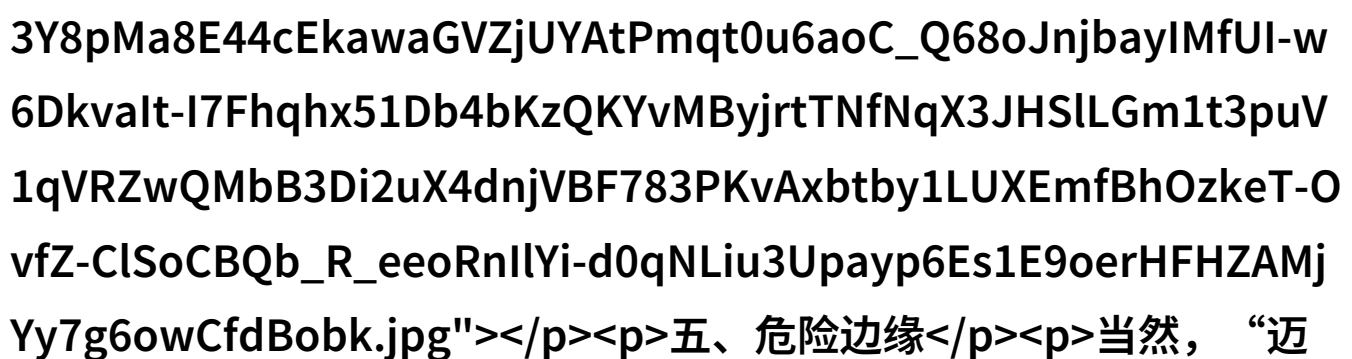 3Y8pMa8E44cEkawaGVZjUYAtPmqt0u6aoC_Q68oJnjbayIMfUI-w
6DkvaIt-I7Fhqhx51Db4bKzQKYvMByjrtTNfNqX3JHSlLGm1t3puV
1qVRZwQMbB3Di2uX4dnjVBF783PKvAxbtby1LUXEmfBhOzkeT-O
vfZ-ClSoCBQb_R_eeoRnIlYi-d0qNLiu3Upayp6Es1E9oerHFHZAMj
Yy7g6owCfdBobk.jpg"></p><p>五、危险边缘</p><p>当然，“迈